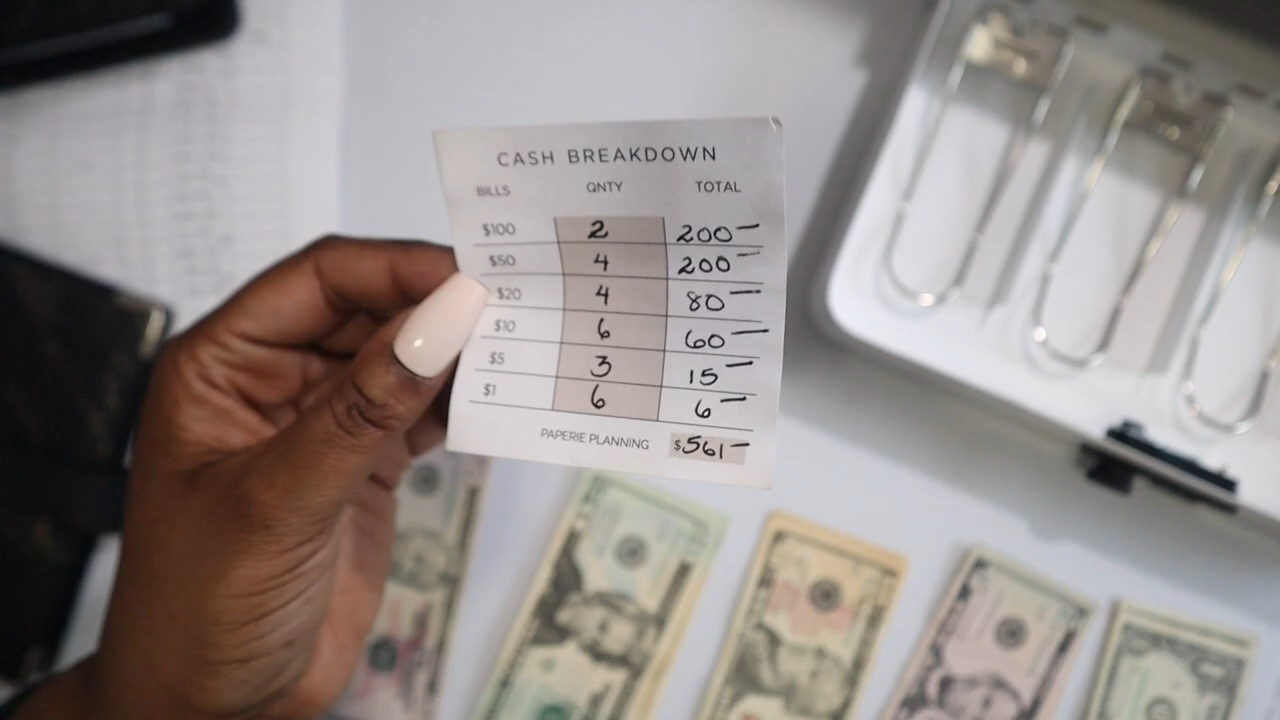 CASH BREAKDOWN
BILLS QNTY TOTAL
$100 2 200—
$50 4 200—
$20 4 80—
$10 6 60—
$5 3 15—
$1 6 6—
PAPERIE PLANNING $561—